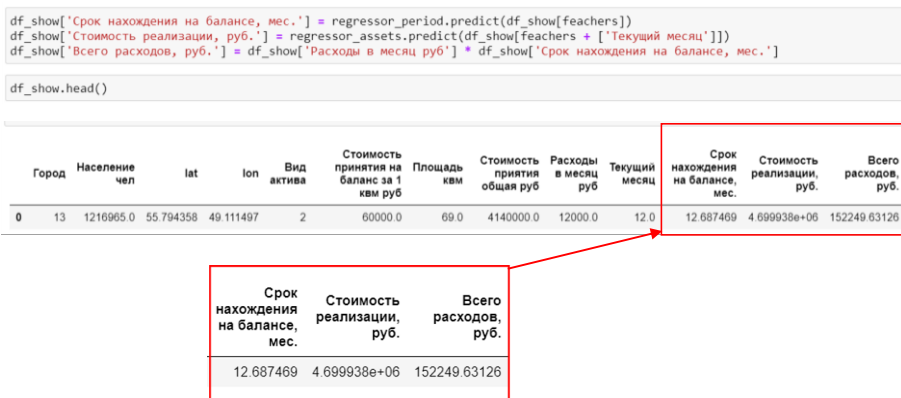 df_show['Срок нахождения на балансе, мес.'] = regressor_period.predict(df_show[feachers])
df_show['Стоимость реализации, руб.'] = regressor_assets.predict(df_show[feachers + ['Текущий месяц']])
df_show['Всего расходов, руб.'] = df_show['Расходы в месяц руб'] * df_show['Срок нахождения на балансе, мес.']
df_show.head()
Город Население чел lat lon Вид актива Стоимость принятия на баланс за 1 квм руб Площадь квм Стоимость приятия общая руб Расходы в месяц руб Текущий месяц Срок нахождения на балансе, мес. Стоимость реализации, руб. Всего расходов, руб.
0 13 1216965.0 55.794358 49.111497 2 60000.0 69.0 4140000.0 12000.0 12.0 12.687469 4.699938e+06 152249.63126
Срок нахождения на балансе, мес. Стоимость реализации, руб. Всего расходов, руб.
12.687469 4.699938e+06 152249.63126